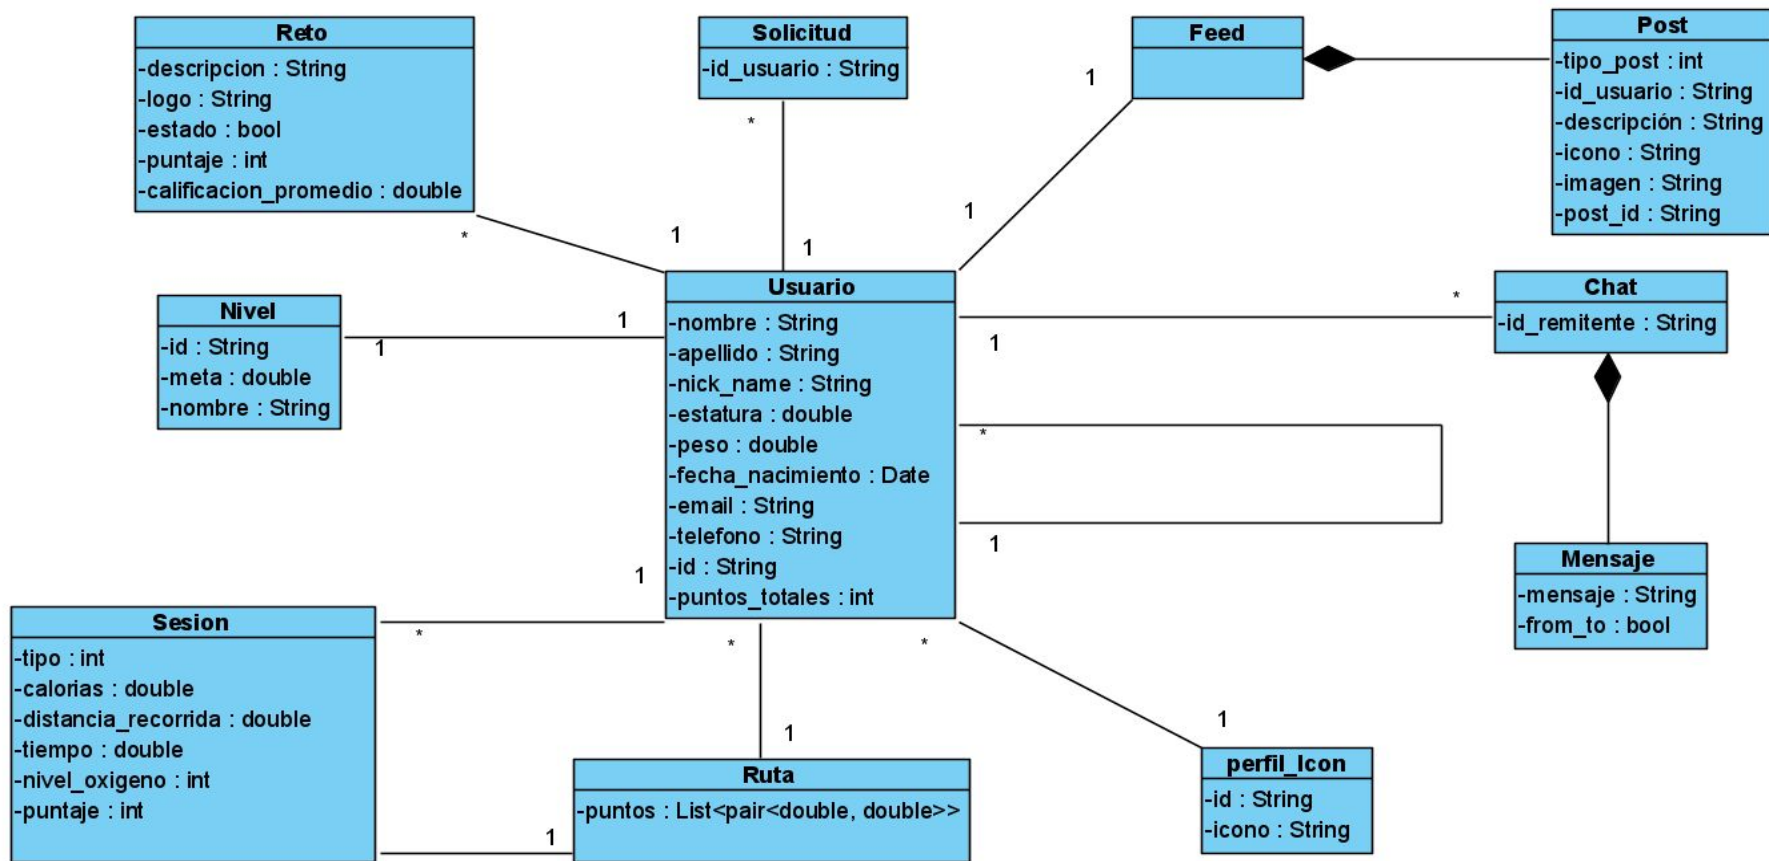 Reto
-descripcion : String
-logo : String
-estado : bool
-puntaje : int
-calificacion_promedio : double
*
1
Solicitud
-id_usuario : String
*
1
Feed
1
1
Post
-tipo_post : int
-id_usuario : String
-descripción : String
-icono : String
-imagen : String
-post_id : String
Nivel
-id : String
-meta : double
-nombre : String
1
1
Usuario
-nombre : String
-apellido : String
-nick_name : String
-estatura : double
-peso : double
-fecha_nacimiento : Date
-email : String
-telefono : String
-id : String
-puntos_totales : int
Chat
-id_remitente : String
*
1
*
1
Mensaje
-mensaje : String
-from_to : bool
Sesion
-tipo : int
-calorias : double
-distancia_recorrida : double
-tiempo : double
-nivel_oxigeno : int
-puntaje : int
1
*
*
1
Ruta
-puntos : List<pair<double, double>>
1
*
1
perfil_Icon
-id : String
-icono : String